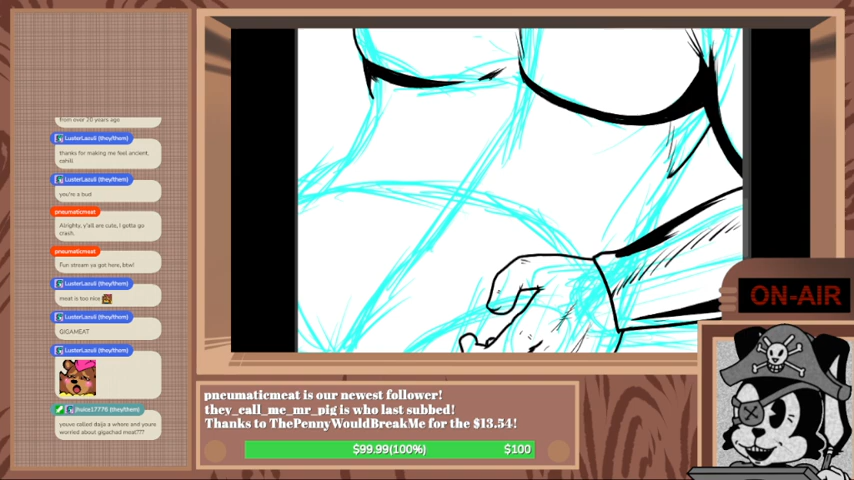 from over 20 years ago
LusterLazuli (they/them)
thanks for making me feel ancient,
cahill
LusterLazuli (they/them)
yes/m a bud
pneumaticmeat
Alrighty, y'all are cute, I gotta go
crash.
pneumaticmeat
Fun stream ya got here, btw!
LusterLazuli (they/them)
meat is too nice
LusterLazuli (they/them)
GIGAMEAT
LusterLazuli (they/them)
(they/them)
youve called daija a whore and youre
worried about gigachad meat???
ON-AIR
pneumaticmeat is our newest follower!
they_call_me_mr_pig is who last subbed!
Thanks to ThePennyWouldBreakMe for the $13.54!
$99.99(100%) $100